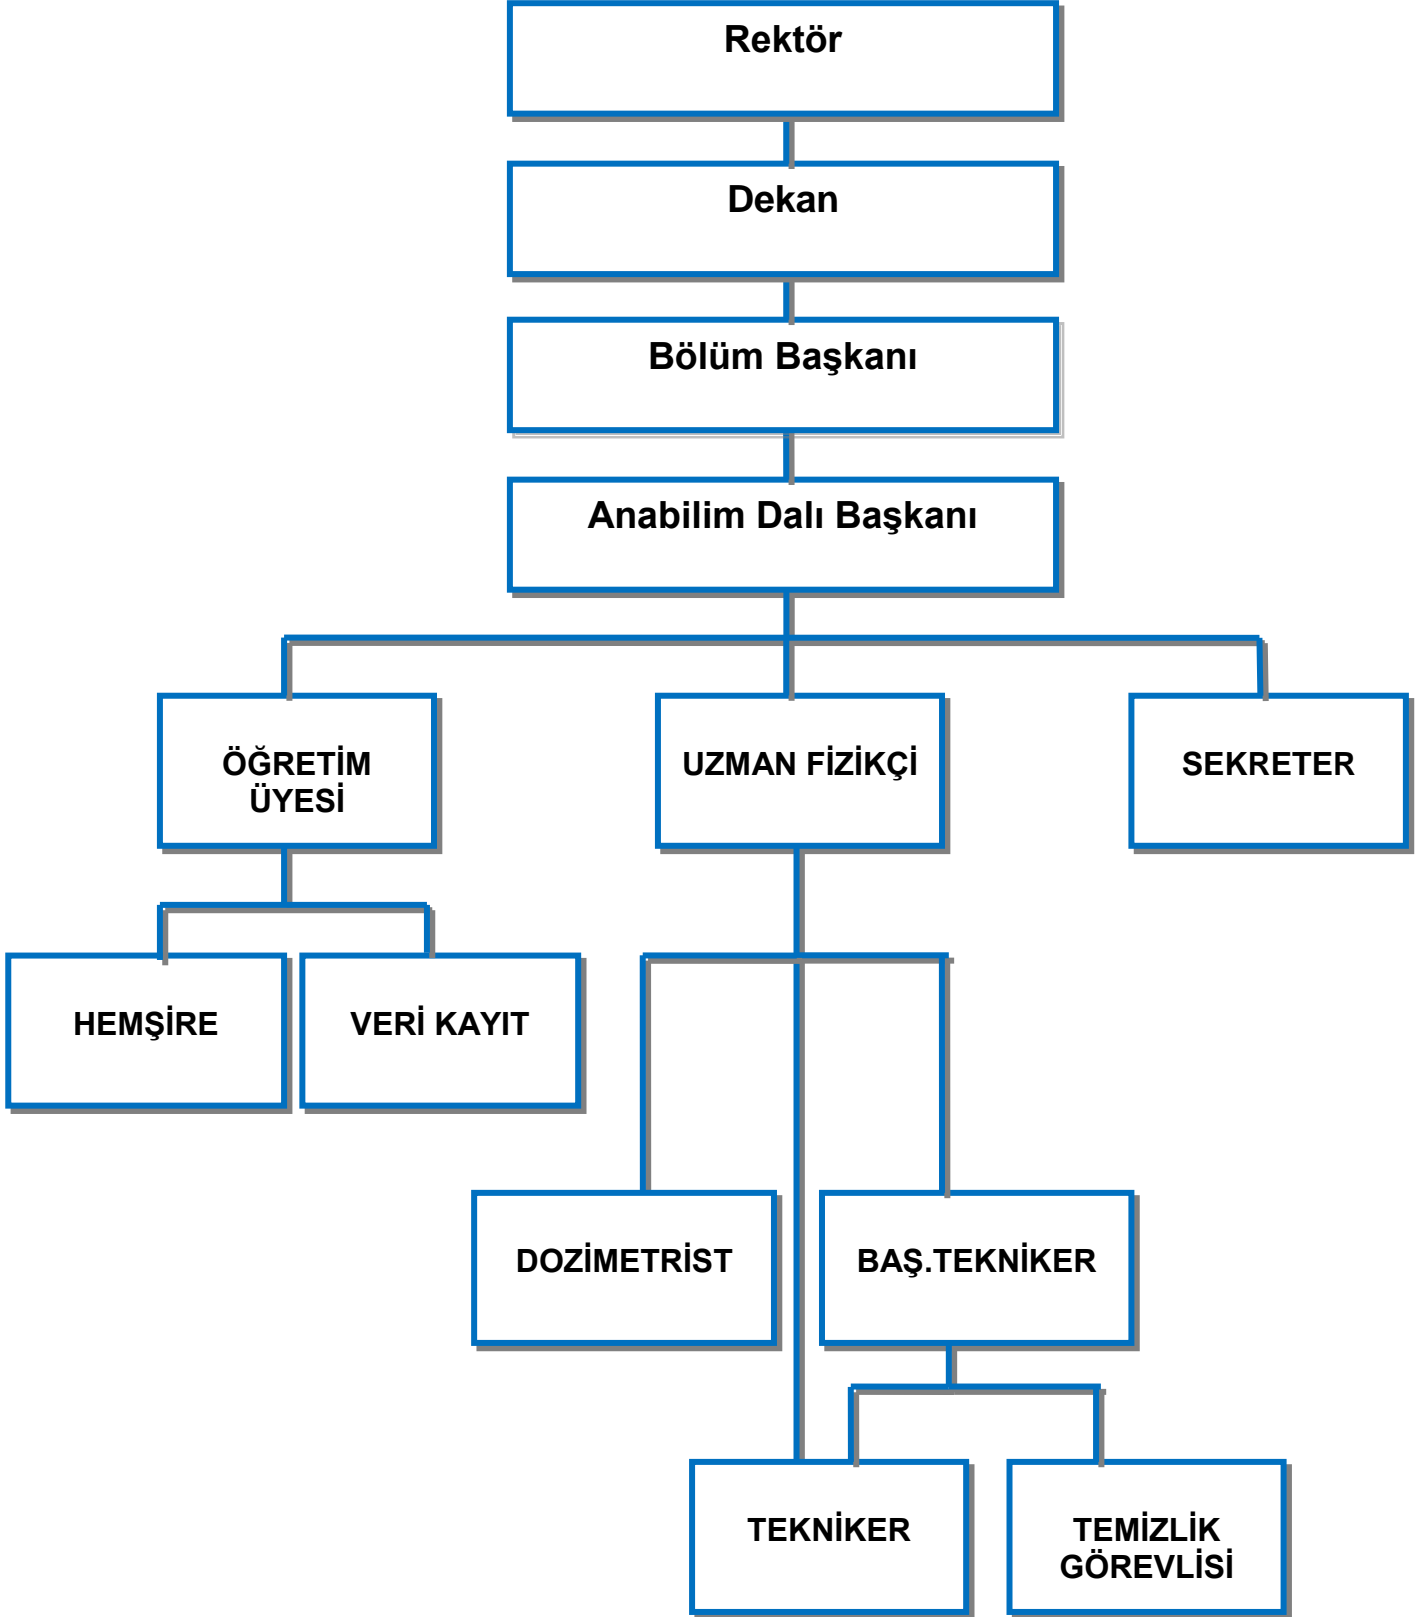 Rektör
Dekan
Bölüm Başkanı
Anabilim Dalı Başkanı
ÖĞRETİM
ÜYESİ
UZMAN FİZİKÇİ
SEKRETER
HEMŞİRE
VERİ KAYIT
DOZİMETRİST
BAŞ.TEKNİKER
TEKNİKER
TEMİZLİK
GÖREVLİSİ